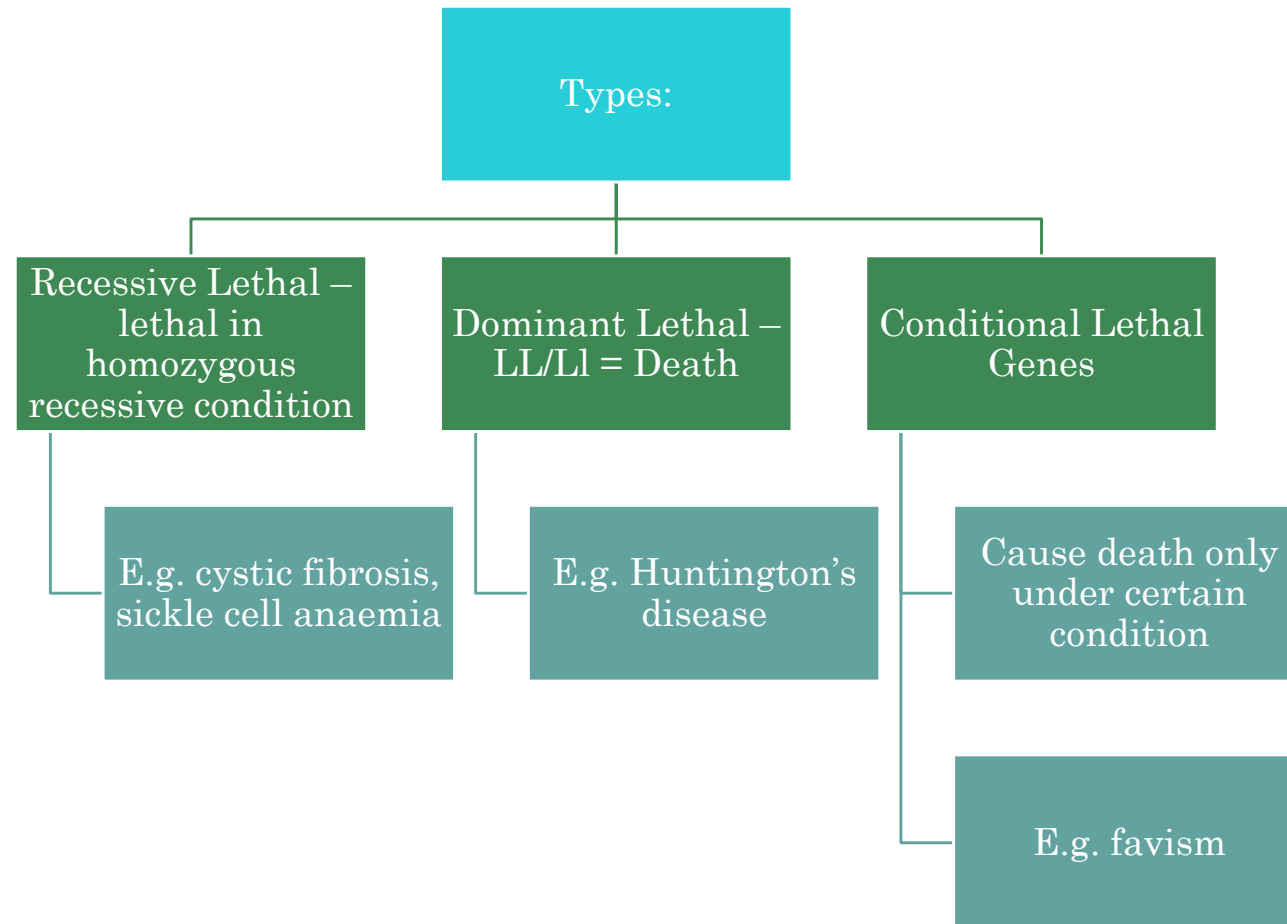 Types:
Recessive Lethal –
lethal in
homozygous
recessive condition
Dominant Lethal –
LL/Ll = Death
Conditional Lethal
Genes
E.g. cystic fibrosis,
sickle cell anaemia
E.g. Huntington’s
disease
Cause death only
under certain
condition
E.g. favism